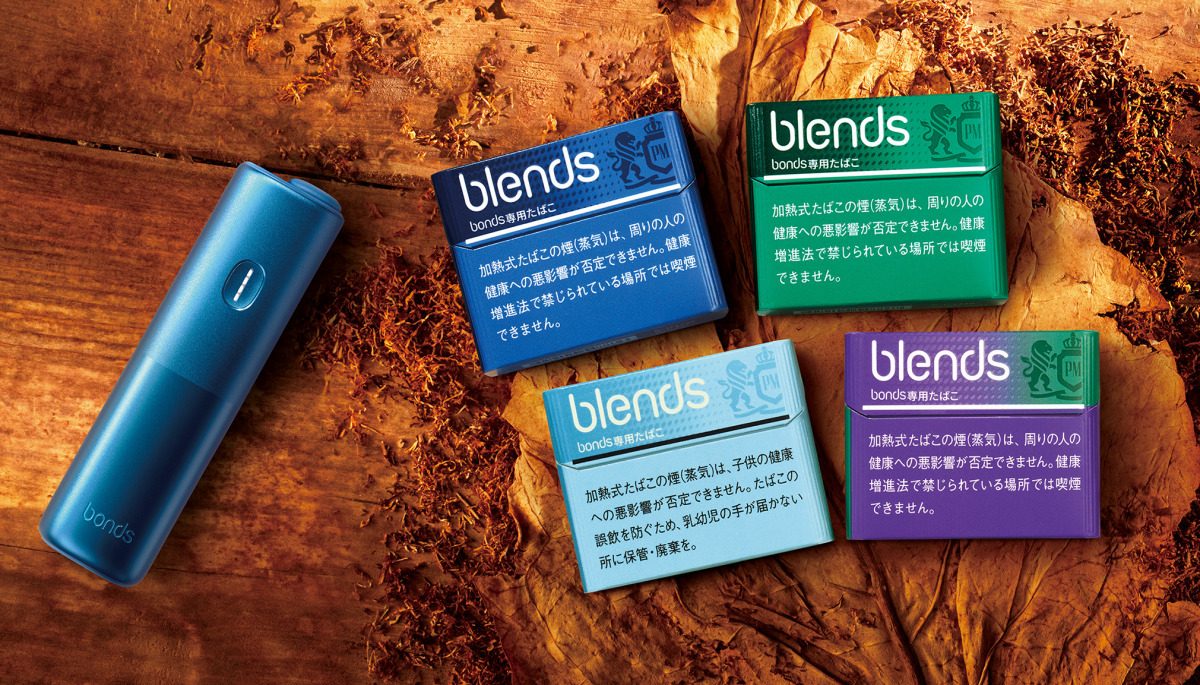 bonds
blends
PM
bonds専用たばこ
加熱式たばこの煙(蒸気)は、周りの人の
健康への悪影響が否定できません。健康
増進法で禁じられている場所では喫煙
できません。
blends
PM
bonds専用たばこ
加熱式たばこの煙(蒸気)は、周りの人の
健康への悪影響が否定できません。健康
増進法で禁じられている場所では喫煙
できません。
blends
PM
bonds専用たばこ
加熱式たばこの煙(蒸気)は、子供の健康
への悪影響が否定できません。たばこの
誤飲を防ぐため、乳幼児の手が届かない
所に保管・廃棄を。
blends
PM
bonds専用たばこ
加熱式たばこの煙(蒸気)は、周りの人の
健康への悪影響が否定できません。健康
増進法で禁じられている場所では喫煙
できません。